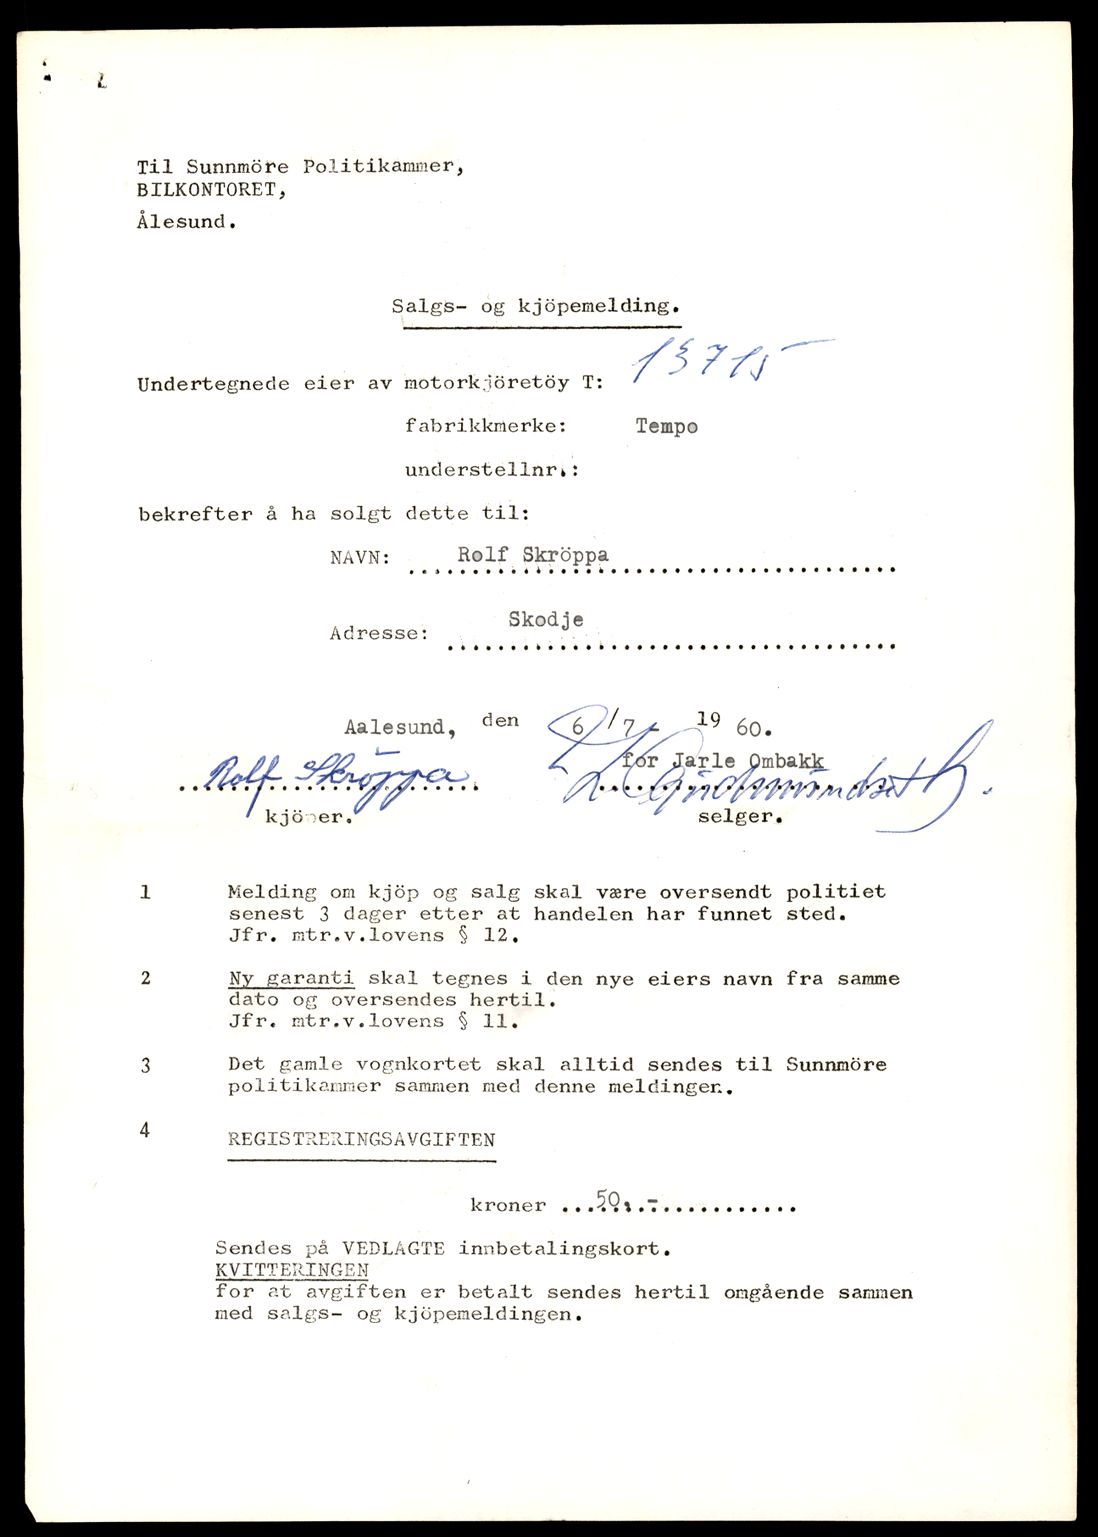 Til Sunnmöre Politikammer,
BILKONTORET,
Ålesund.
Salgs- og kjöpemelding.
Undertegnede eier av motorkjöretöy T: 13715
fabrikkmerke: Tempo
understellnr.:
bekrefter å ha solgt dette til:
NAVN: Rolf Skröppa
Adresse: Skodje
Aalesund, den 6/7- 1960.
for Jarle Ombakk
Rolf Skröppa
kjöper. selger.
1 Melding om kjöp og salg skal være oversendt politiet
senest 3 dager etter at handelen har funnet sted.
Jfr. mtr.v.lovens § 12.
2 Ny garanti skal tegnes i den nye eiers navn fra samme
dato og oversendes hertil.
Jfr. mtr.v.lovens § 11.
3 Det gamle vognkortet skal alltid sendes til Sunnmöre
politikammer sammen med denne meldingen.
4 REGISTRERINGSAVGIFTEN
kroner ...50,.-............
Sendes på VEDLAGTE innbetalingskort.
KVITTERINGEN
for at avgiften er betalt sendes hertil omgående sammen
med salgs- og kjöpemeldingen.